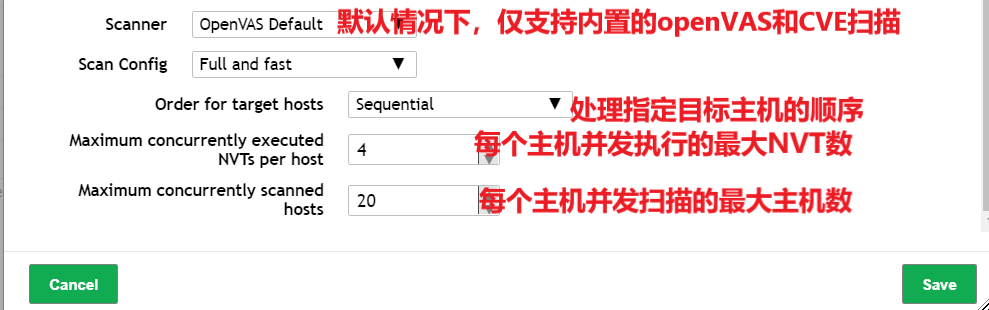 Scanner OpenVAS Default 默认情况下，仅支持内置的openVAS和CVE扫描
Scan Config Full and fast
Order for target hosts Sequential 处理指定目标主机的顺序
Maximum concurrently executed
NVTs per host 4 每个主机并发执行的最大NVT数
Maximum concurrently scanned
hosts 20 每个主机并发扫描的最大主机数
Cancel Save